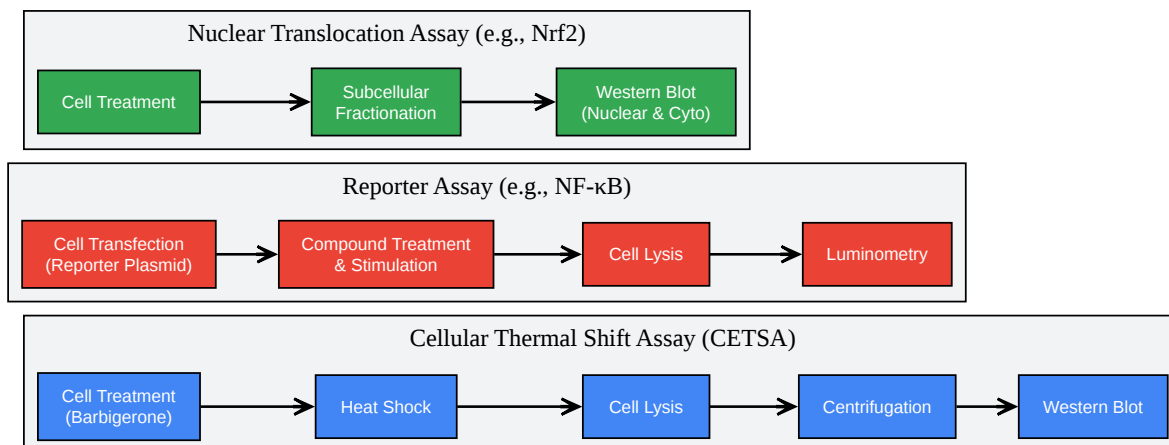 Nuclear Translocation Assay (e.g., Nrf2)
Cell Treatment
Subcellular
Fractionation
Western Blot
(Nuclear & Cyto)
Reporter Assay (e.g., NF-κB)
Cell Transfection
(Reporter Plasmid)
Compound Treatment
& Stimulation
Cell Lysis
Luminometry
Cellular Thermal Shift Assay (CETSA)
Cell Treatment
(Barbigerone)
Heat Shock
Cell Lysis
Centrifugation
Western Blot